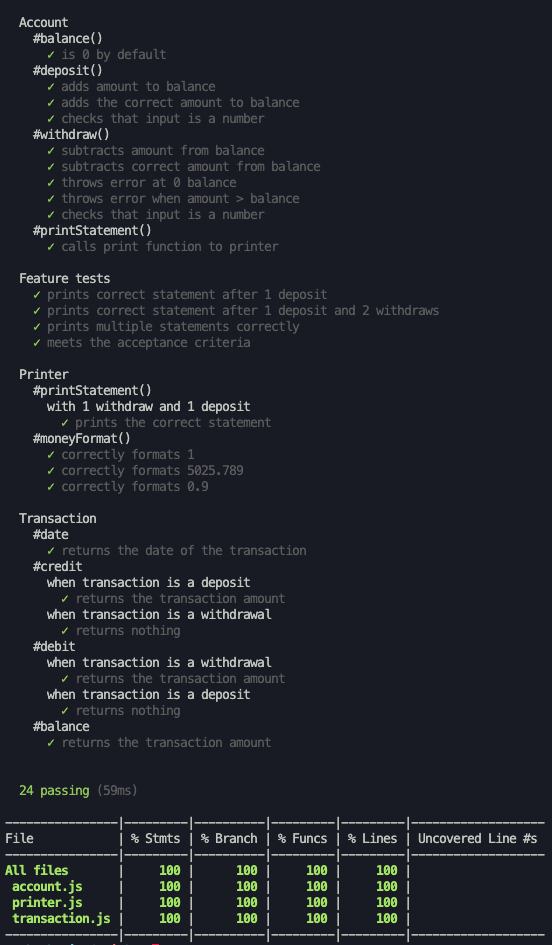 Account
#balance()
✓ is 0 by default
#deposit()
✓ adds amount to balance
✓ adds the correct amount to balance
✓ checks that input is a number
#withdraw()
✓ subtracts amount from balance
✓ subtracts correct amount from balance
✓ throws error at 0 balance
✓ throws error when amount > balance
✓ checks that input is a number
#printStatement()
✓ calls print function to printer
Feature tests
✓ prints correct statement after 1 deposit
✓ prints correct statement after 1 deposit and 2 withdraws
✓ prints multiple statements correctly
✓ meets the acceptance criteria
Printer
#printStatement()
with 1 withdraw and 1 deposit
✓ prints the correct statement
#moneyFormat()
✓ correctly formats 1
✓ correctly formats 5025.789
✓ correctly formats 0.9
Transaction
#date
✓ returns the date of the transaction
#credit
when transaction is a deposit
✓ returns the transaction amount
when transaction is a withdrawal
✓ returns nothing
#debit
when transaction is a withdrawal
✓ returns the transaction amount
when transaction is a deposit
✓ returns nothing
#balance
✓ returns the transaction amount
24 passing (59ms)
File | % Stmts | % Branch | % Funcs | % Lines | Uncovered Line #s
All files | 100 | 100 | 100 | 100 |
account.js | 100 | 100 | 100 | 100 |
printer.js | 100 | 100 | 100 | 100 |
transaction.js | 100 | 100 | 100 | 100 |